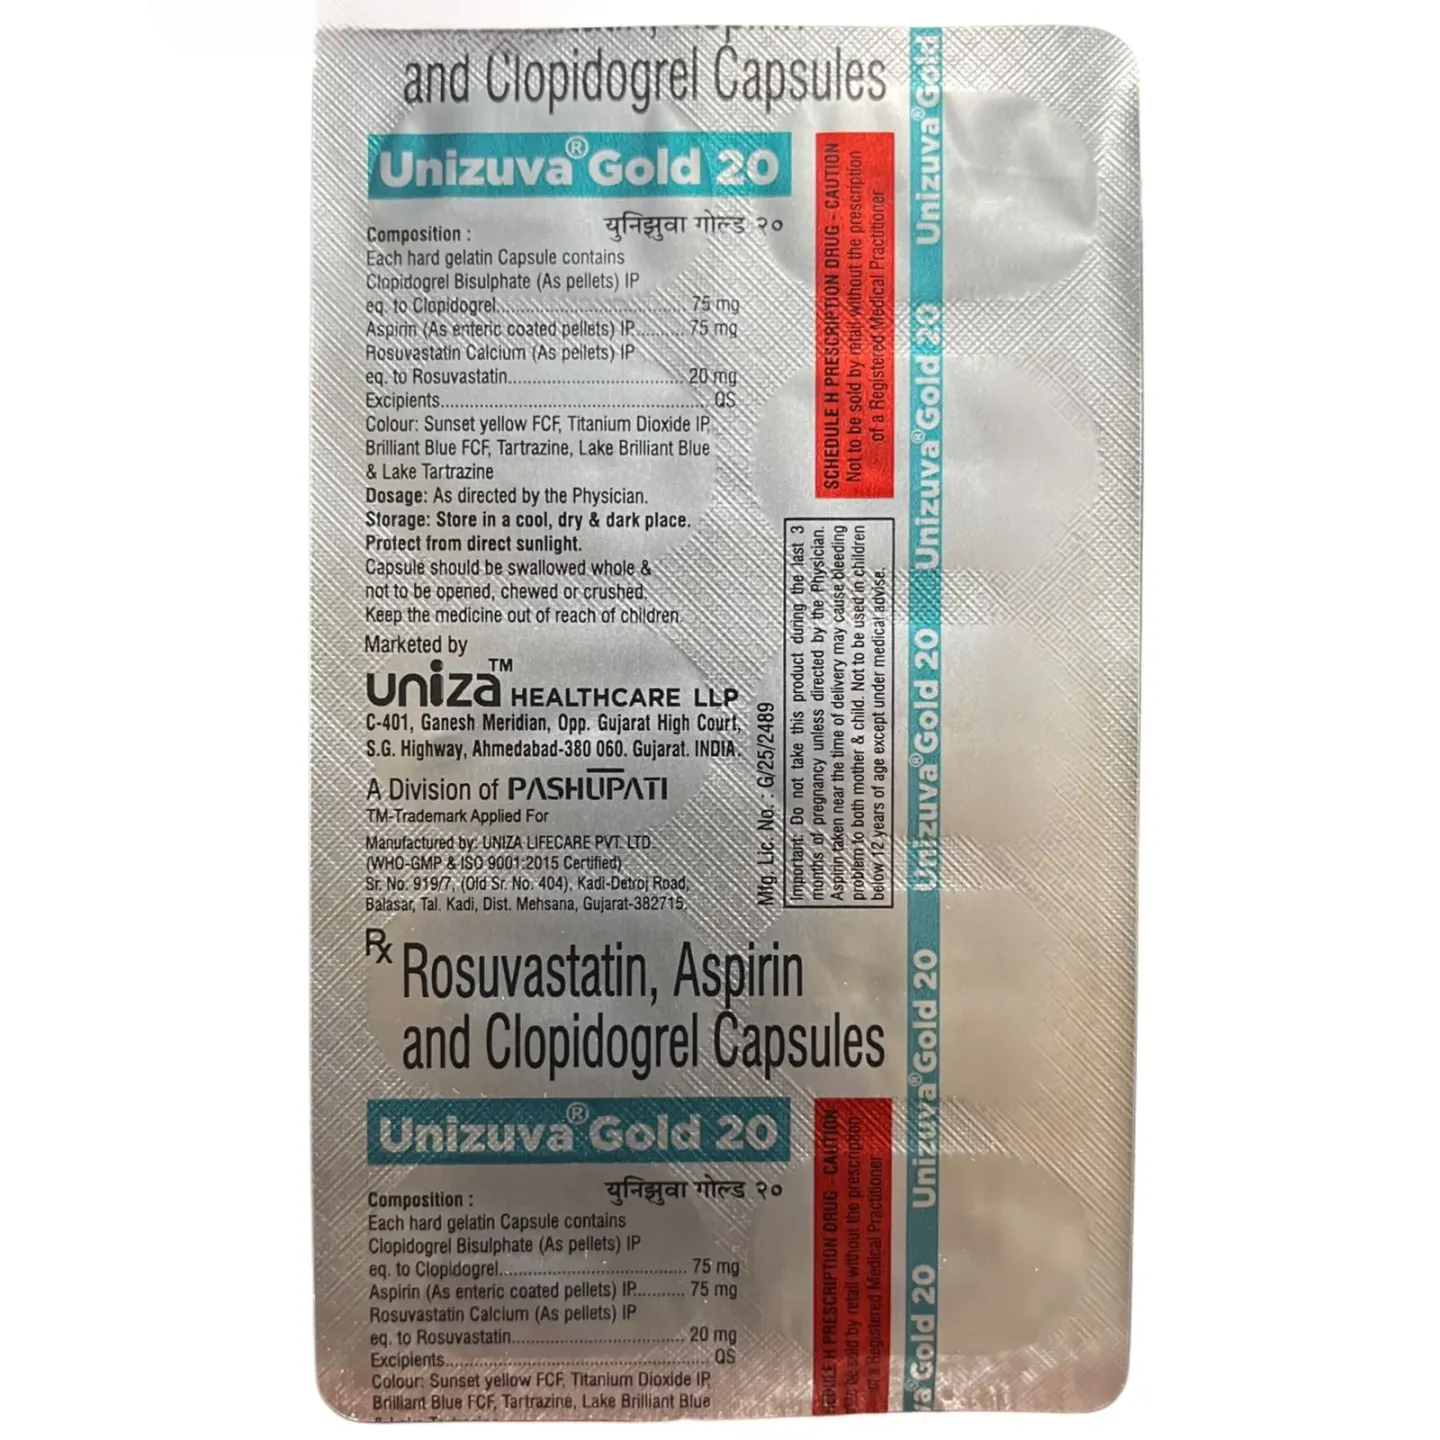 and Clopidogrel Capsules
Unizuva® Gold 20
युनिझुवा गोल्ड २०
Composition :
Each hard gelatin Capsule contains
Clopidogrel Bisulphate (As pellets) IP
eq. to Clopidogrel........................................ 75 mg
Aspirin (As enteric coated pellets) IP.......... 75 mg
Rosuvastatin Calcium (As pellets) IP
eq. to Rosuvastatin.................................... 20 mg
Excipients........................................................ QS
Colour: Sunset yellow FCF, Titanium Dioxide IP,
Brilliant Blue FCF, Tartrazine, Lake Brilliant Blue
& Lake Tartrazine
Dosage: As directed by the Physician.
Storage: Store in a cool, dry & dark place.
Protect from direct sunlight.
Capsule should be swallowed whole &
not to be opened, chewed or crushed.
Keep the medicine out of reach of children.
Marketed by
uniza™ HEALTHCARE LLP
C-401, Ganesh Meridian, Opp. Gujarat High Court,
S.G. Highway, Ahmedabad-380 060. Gujarat. INDIA.
A Division of PASHUPATI
TM-Trademark Applied For
Manufactured by: UNIZA LIFECARE PVT. LTD.
(WHO-GMP & ISO 9001:2015 Certified)
Sr. No. 919/7, (Old Sr. No. 404), Kadi-Detroj Road,
Balasar, Tal. Kadi, Dist. Mehsana, Gujarat-382715.
SCHEDULE H PRESCRIPTION DRUG - CAUTION
Not to be sold by retail without the prescription
of a Registered Medical Practitioner
Mfg. Lic. No. : G/25/2489
Important: Do not take this product during the last 3
months of pregnancy unless directed by the Physician.
Aspirin taken near the time of delivery may cause bleeding
problem to both mother & child. Not to be used in children
below 12 years of age except under medical advise.
Unizuva® Gold
Unizuva® Gold 20
Unizuva® Gold 20
Unizuva® Gold 20
Gold 20
Rx Rosuvastatin, Aspirin
and Clopidogrel Capsules
Unizuva® Gold 20
युनिझुवा गोल्ड २०
Composition :
Each hard gelatin Capsule contains
Clopidogrel Bisulphate (As pellets) IP
eq. to Clopidogrel........................................ 75 mg
Aspirin (As enteric coated pellets) IP.......... 75 mg
Rosuvastatin Calcium (As pellets) IP
eq. to Rosuvastatin.................................... 20 mg
Excipients........................................................ QS
Colour: Sunset yellow FCF, Titanium Dioxide IP,
Brilliant Blue FCF, Tartrazine, Lake Brilliant Blue
H PRESCRIPTION DRUG - CAUTION
be sold by retail without the prescription
of a Registered Medical Practitioner